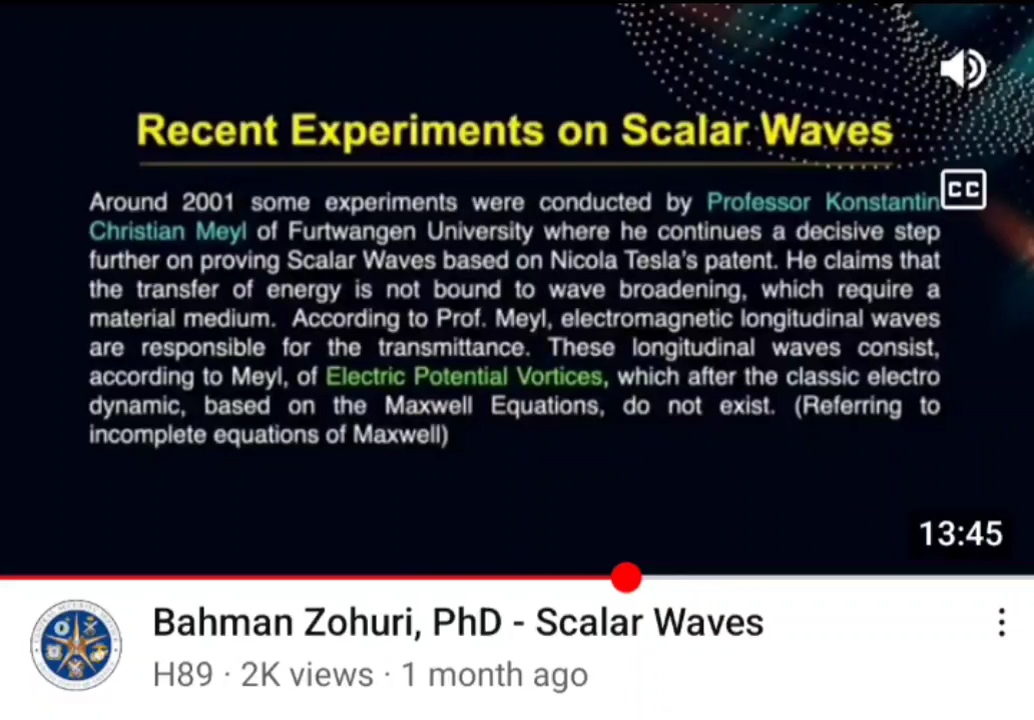 Recent Experiments on Scalar Waves
CC
Around 2001 some experiments were conducted by Professor Konstantin
Christian Meyl of Furtwangen University where he continues a decisive step
further on proving Scalar Waves based on Nicola Tesla's patent. He claims that
the transfer of energy is not bound to wave broadening, which require a
material medium. According to Prof. Meyl, electromagnetic longitudinal waves
are responsible for the transmittance. These longitudinal waves consist,
according to Meyl, of Electric Potential Vortices, which after the classic electro
dynamic, based on the Maxwell Equations, do not exist. (Referring to
incomplete equations of Maxwell)
13:45
Bahman Zohuri, PhD - Scalar Waves
H89 · 2K views · 1 month ago